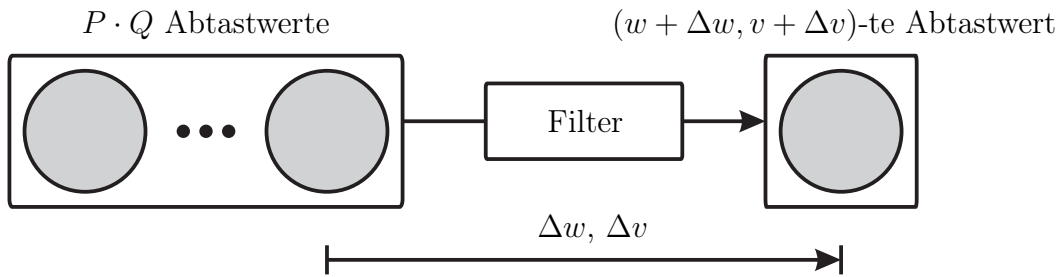 P · Q Abtastwerte
(w + Δw, v + Δv)-te Abtastwert
Filter
Δw, Δv